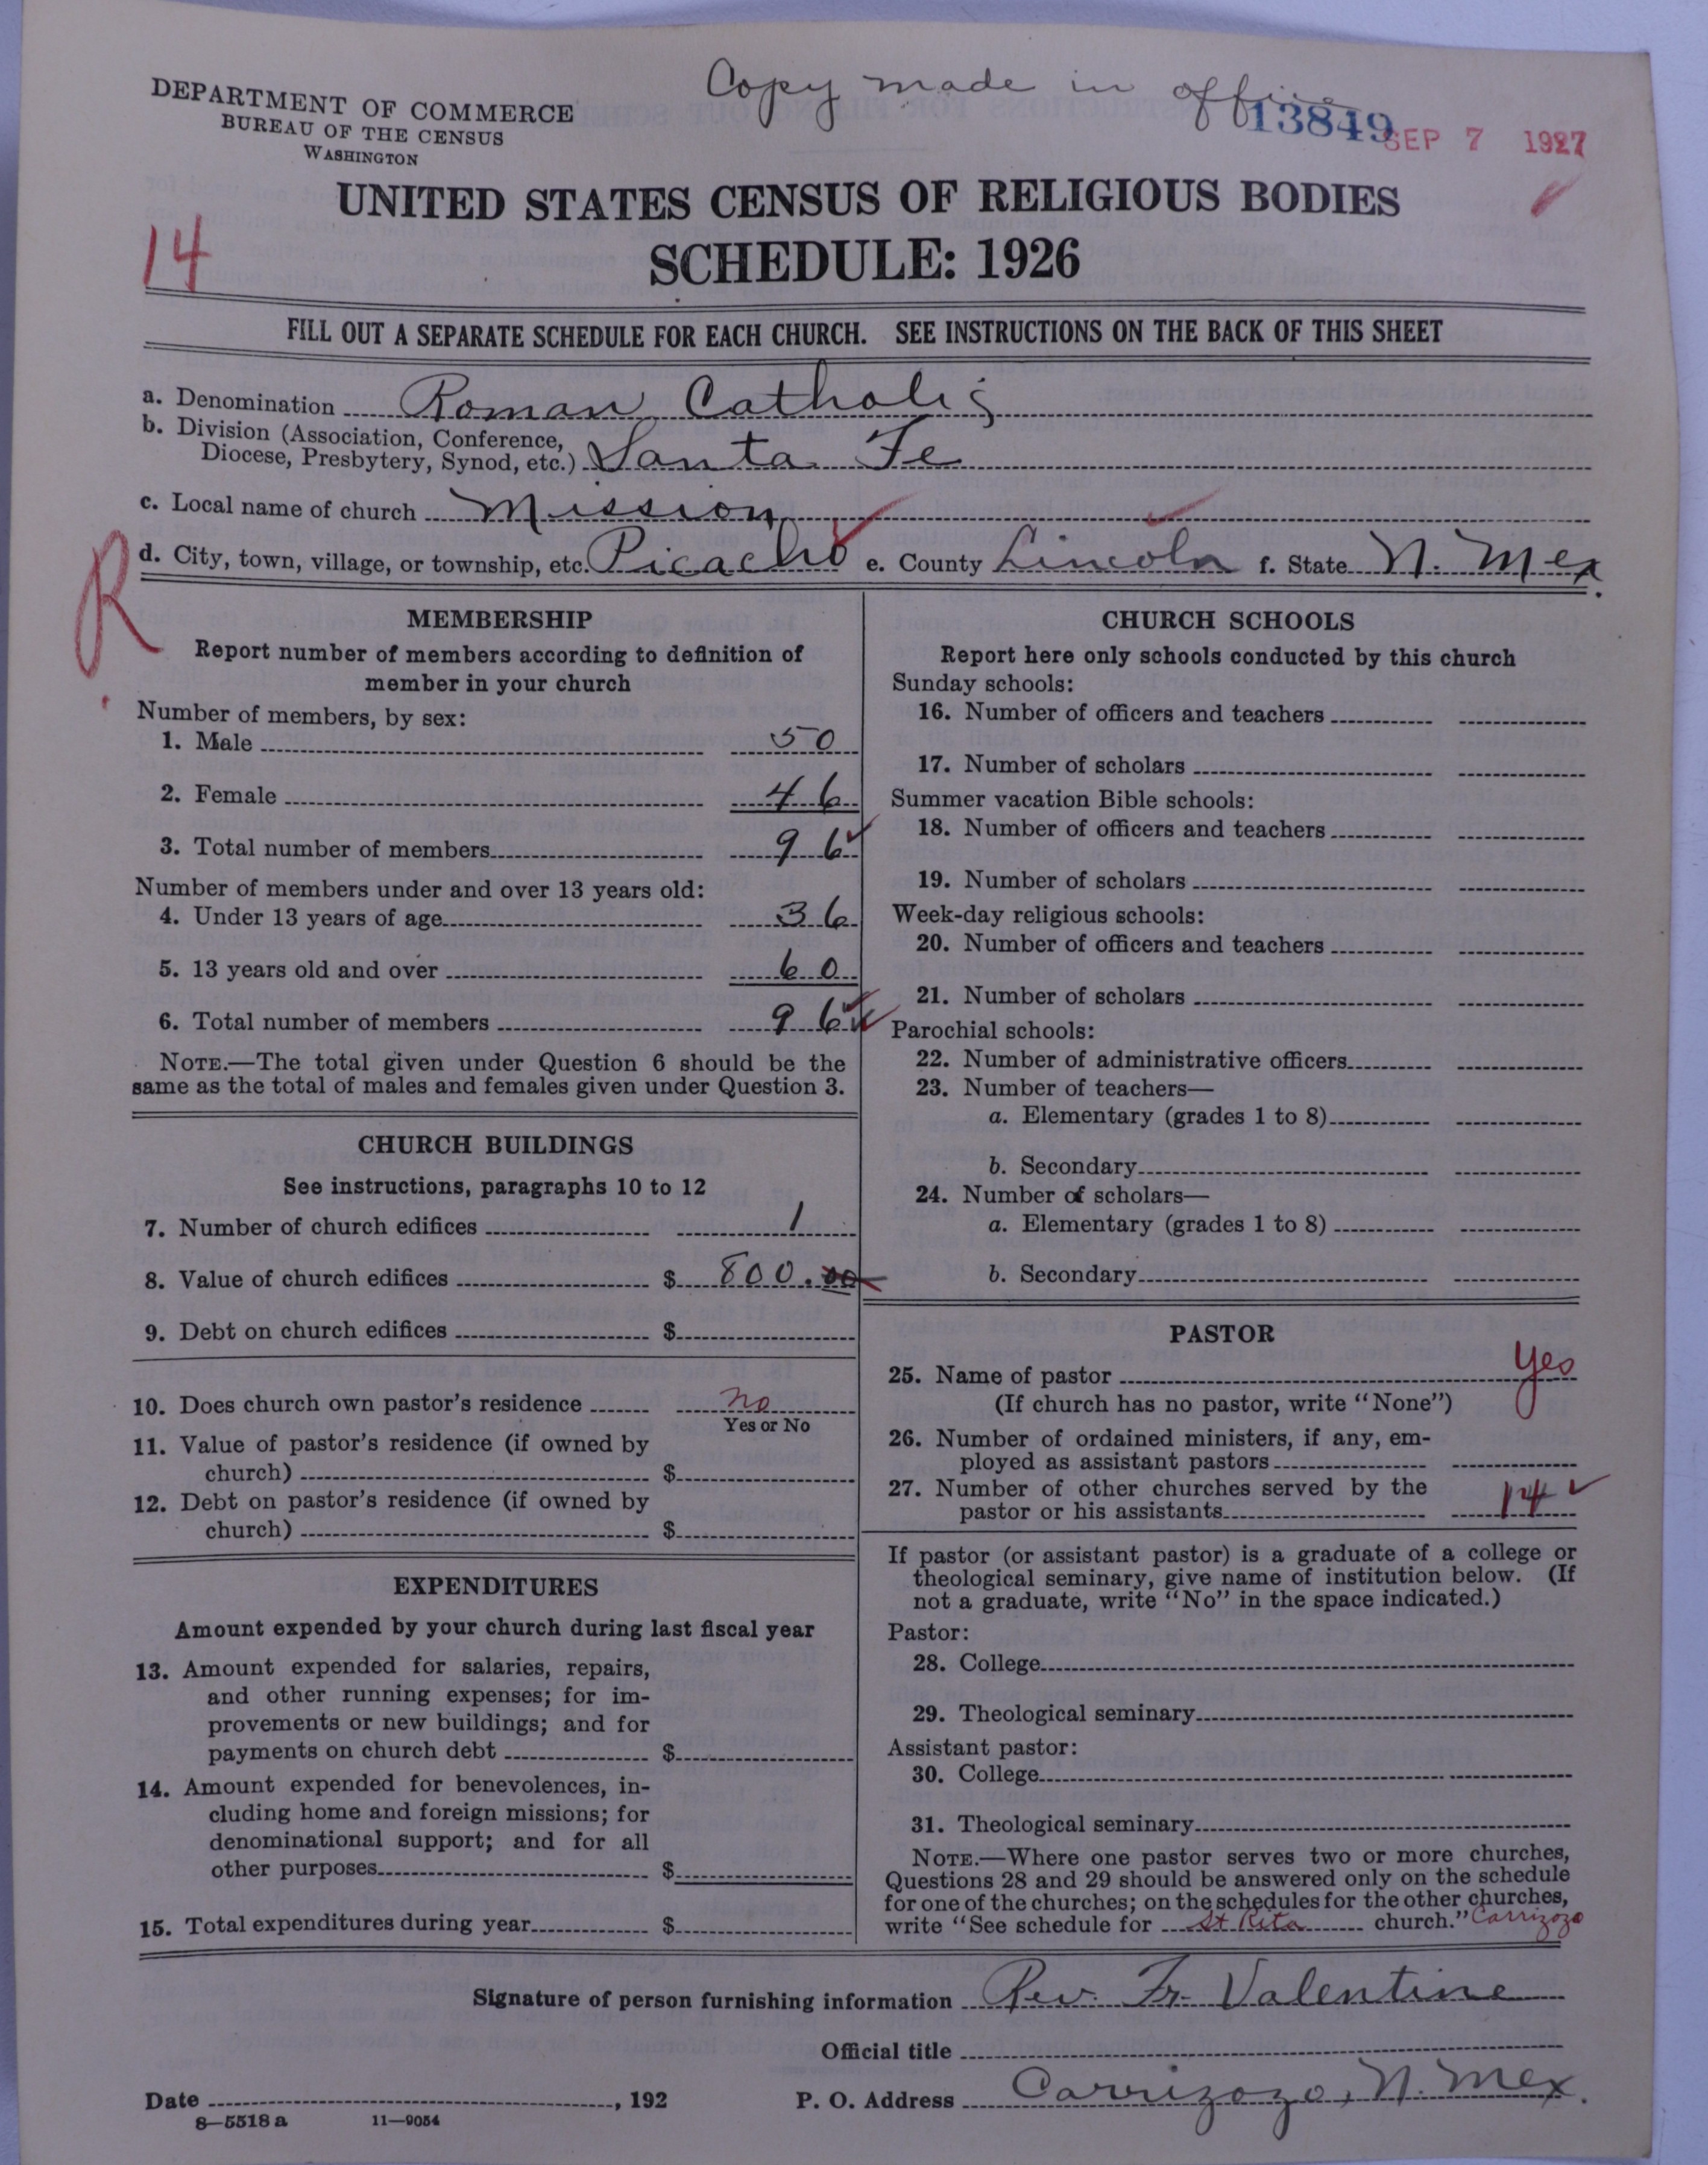 Copy made in office
DEPARTMENT OF COMMERCE
BUREAU OF THE CENSUS
WASHINGTON
13849
SEP 7 1927
UNITED STATES CENSUS OF RELIGIOUS BODIES
14
SCHEDULE: 1926
FILL OUT A SEPARATE SCHEDULE FOR EACH CHURCH. SEE INSTRUCTIONS ON THE BACK OF THIS SHEET
a. Denomination Roman Catholic
b. Division (Association, Conference,
Diocese, Presbytery, Synod, etc.) Santa Fe
c. Local name of church Mission
R
d. City, town, village, or township, etc. Picacho e. County Lincoln f. State N. Mex.
MEMBERSHIP
Report number of members according to definition of
member in your church
Number of members, by sex:
1. Male 50
2. Female 46
3. Total number of members 96
Number of members under and over 13 years old:
4. Under 13 years of age 36
5. 13 years old and over 60
6. Total number of members 96
NOTE.—The total given under Question 6 should be the
same as the total of males and females given under Question 3.
CHURCH BUILDINGS
See instructions, paragraphs 10 to 12
7. Number of church edifices 1
8. Value of church edifices $ 800.00
9. Debt on church edifices $
10. Does church own pastor's residence no
Yes or No
11. Value of pastor's residence (if owned by
church) $
12. Debt on pastor's residence (if owned by
church) $
EXPENDITURES
Amount expended by your church during last fiscal year
13. Amount expended for salaries, repairs,
and other running expenses; for im-
provements or new buildings; and for
payments on church debt $
14. Amount expended for benevolences, in-
cluding home and foreign missions; for
denominational support; and for all
other purposes $
15. Total expenditures during year $
CHURCH SCHOOLS
Report here only schools conducted by this church
Sunday schools:
16. Number of officers and teachers
17. Number of scholars
Summer vacation Bible schools:
18. Number of officers and teachers
19. Number of scholars
Week-day religious schools:
20. Number of officers and teachers
21. Number of scholars
Parochial schools:
22. Number of administrative officers
23. Number of teachers—
a. Elementary (grades 1 to 8)
b. Secondary
24. Number of scholars—
a. Elementary (grades 1 to 8)
b. Secondary
PASTOR
25. Name of pastor yes
(If church has no pastor, write "None")
26. Number of ordained ministers, if any, em-
ployed as assistant pastors
27. Number of other churches served by the
pastor or his assistants 14
If pastor (or assistant pastor) is a graduate of a college or
theological seminary, give name of institution below. (If
not a graduate, write "No" in the space indicated.)
Pastor:
28. College
29. Theological seminary
Assistant pastor:
30. College
31. Theological seminary
NOTE.—Where one pastor serves two or more churches,
Questions 28 and 29 should be answered only on the schedule
for one of the churches; on the schedules for the other churches,
write "See schedule for St Rita church." Carrizozo
Signature of person furnishing information Rev. Fr. Valentine
Official title
Date , 192 P. O. Address Carrizozo, N. Mex.
8—5518 a 11—9054